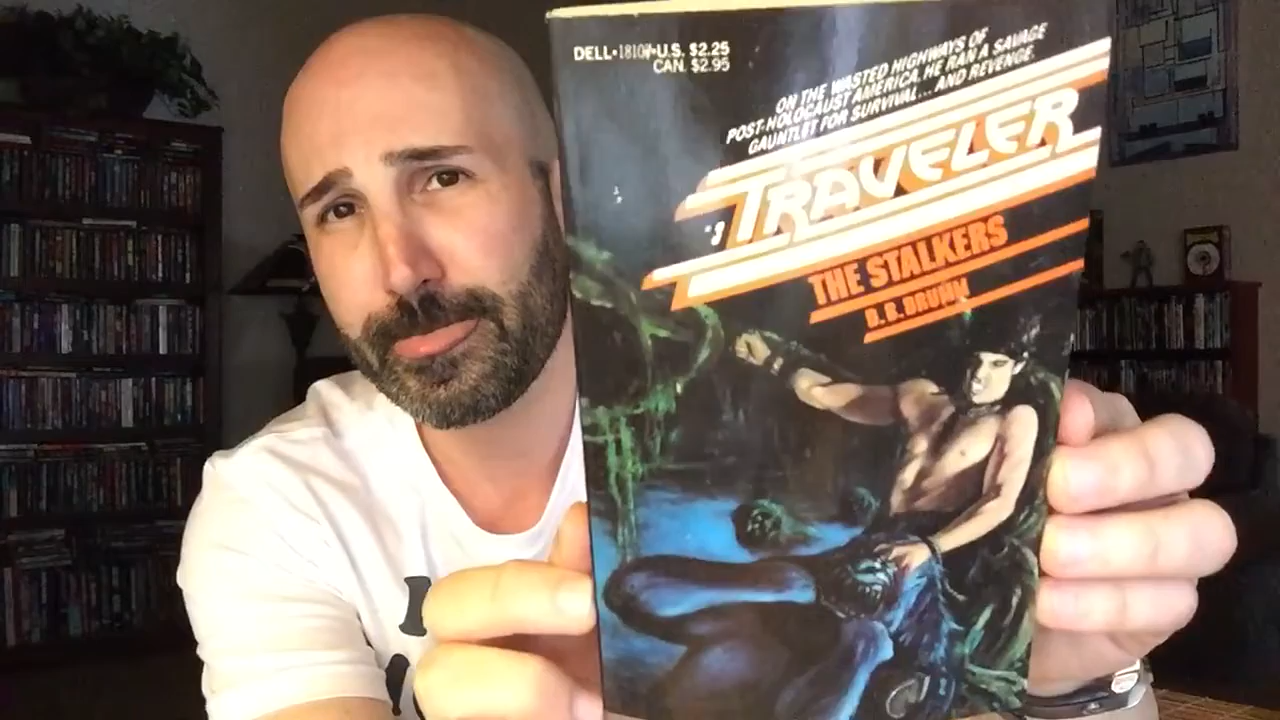 DELL•18107•U.S. $2.25
CAN. $2.95
ON THE WASTED HIGHWAYS OF
POST-HOLOCAUST AMERICA, HE RAN A SAVAGE
GAUNTLET FOR SURVIVAL... AND REVENGE.
#3 TRAVELER
THE STALKERS
D. B. DRUMM
I